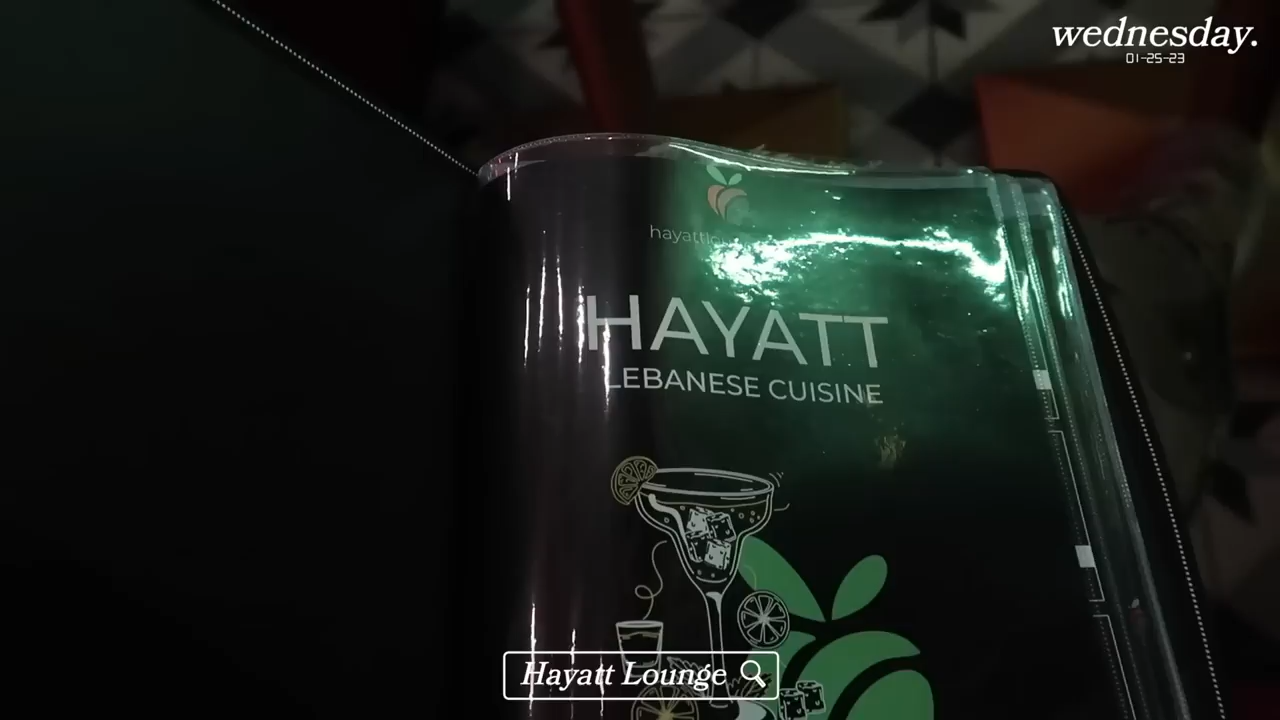 wednesday.
01-25-23
HAYATT
LEBANESE CUISINE
Hayatt Lounge